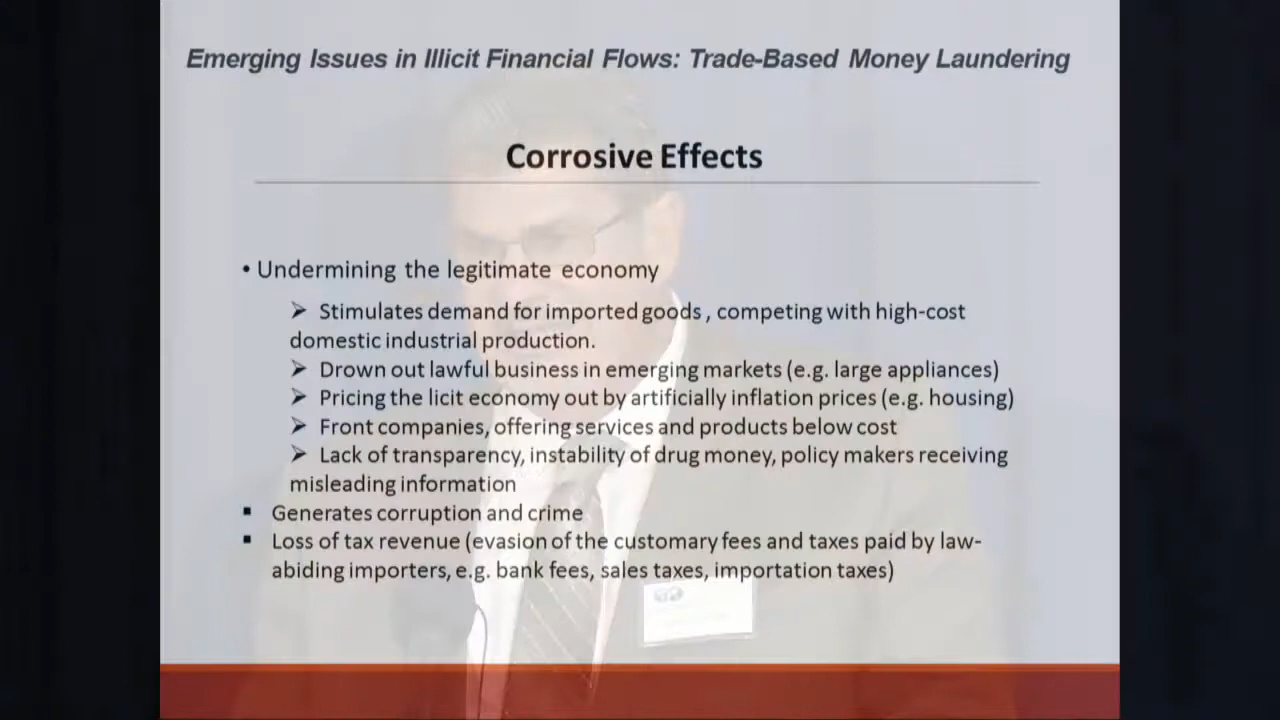 Emerging Issues in Illicit Financial Flows: Trade-Based Money Laundering
Corrosive Effects
• Undermining the legitimate economy
➢ Stimulates demand for imported goods , competing with high-cost
domestic industrial production.
➢ Drown out lawful business in emerging markets (e.g. large appliances)
➢ Pricing the licit economy out by artificially inflation prices (e.g. housing)
➢ Front companies, offering services and products below cost
➢ Lack of transparency, instability of drug money, policy makers receiving
misleading information
▪ Generates corruption and crime
▪ Loss of tax revenue (evasion of the customary fees and taxes paid by law-
abiding importers, e.g. bank fees, sales taxes, importation taxes)